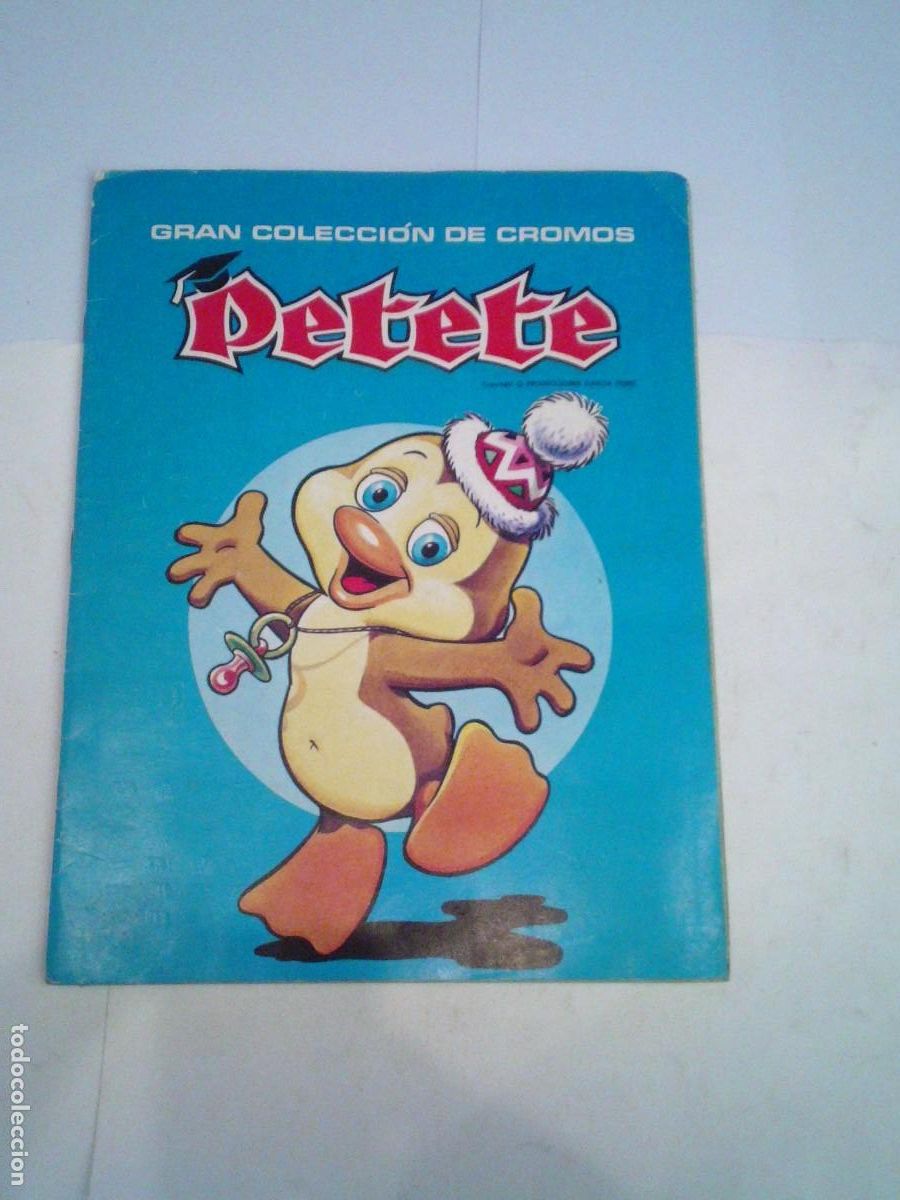 GRAN COLECCIÓN DE CROMOS
Petete
todocoleccion